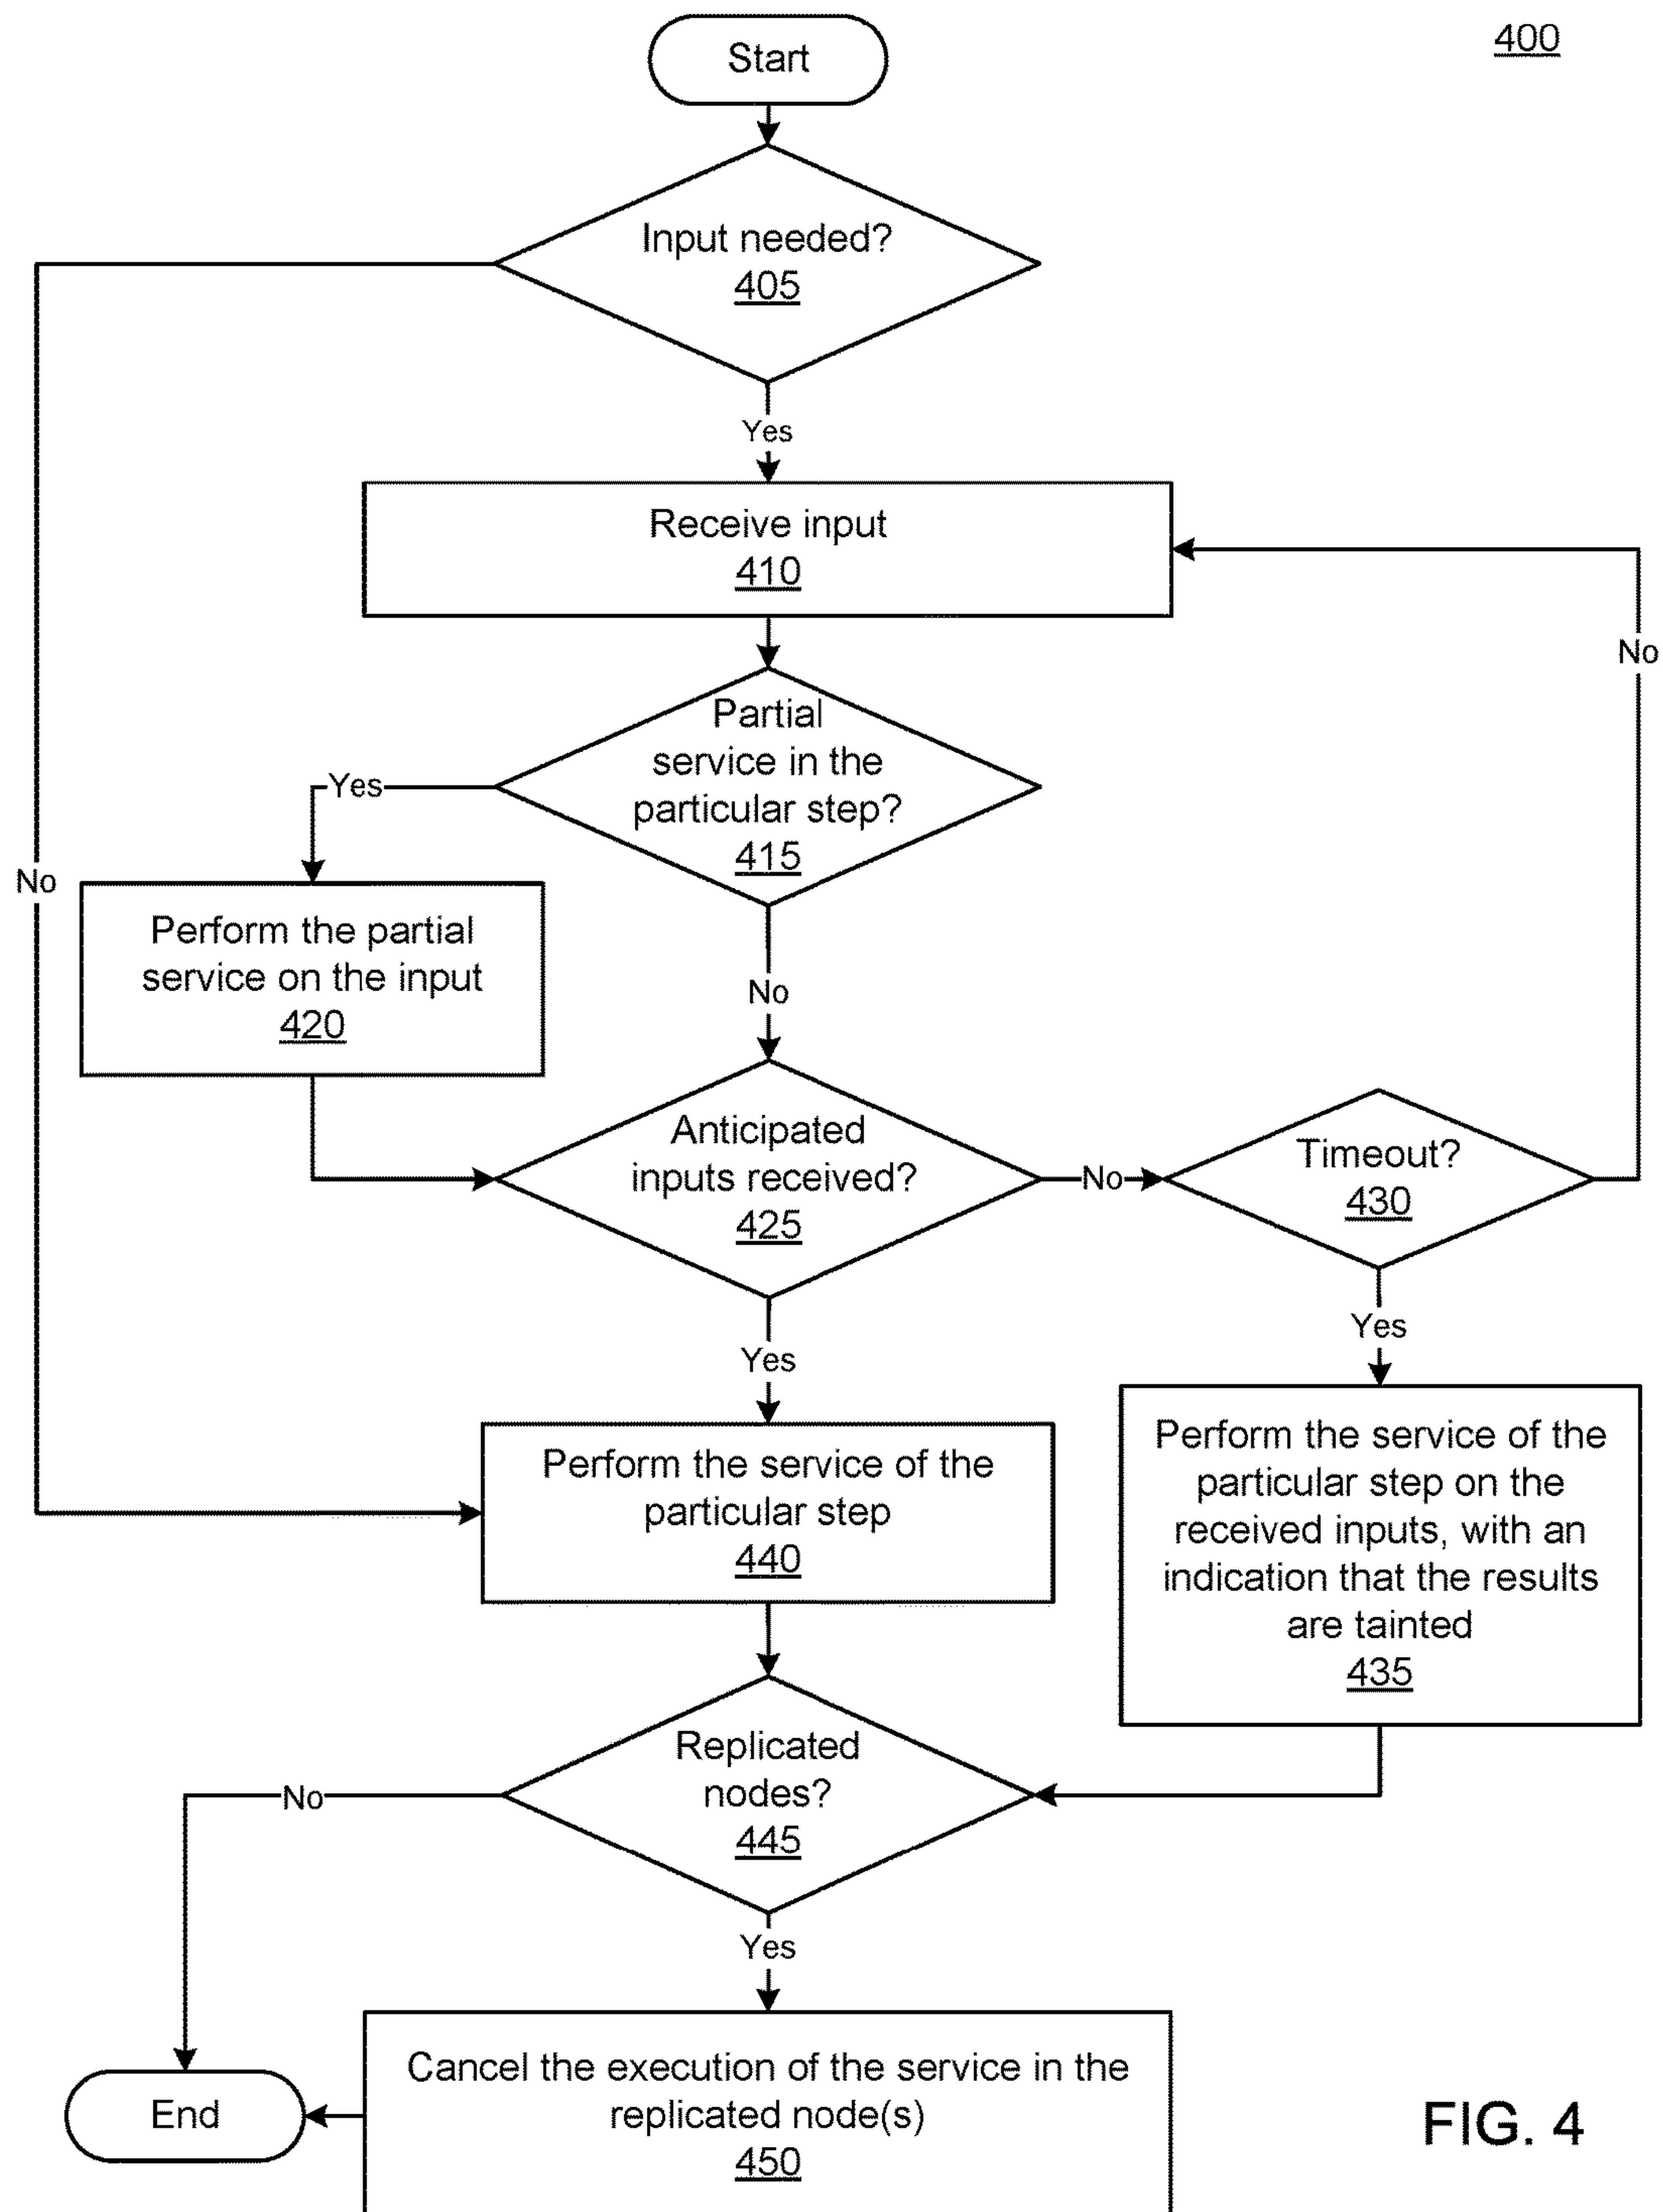 400
Start
Input needed?
405
Yes
Receive input
410
No
Partial
service in the
particular step?
415
Yes
No
Perform the partial
service on the input
420
No
Anticipated
inputs received?
425
No
Timeout?
430
Yes
Yes
Perform the service of the
particular step
440
Perform the service of the
particular step on the
received inputs, with an
indication that the results
are tainted
435
Replicated
nodes?
445
No
Yes
Cancel the execution of the service in the
replicated node(s)
450
End
FIG. 4